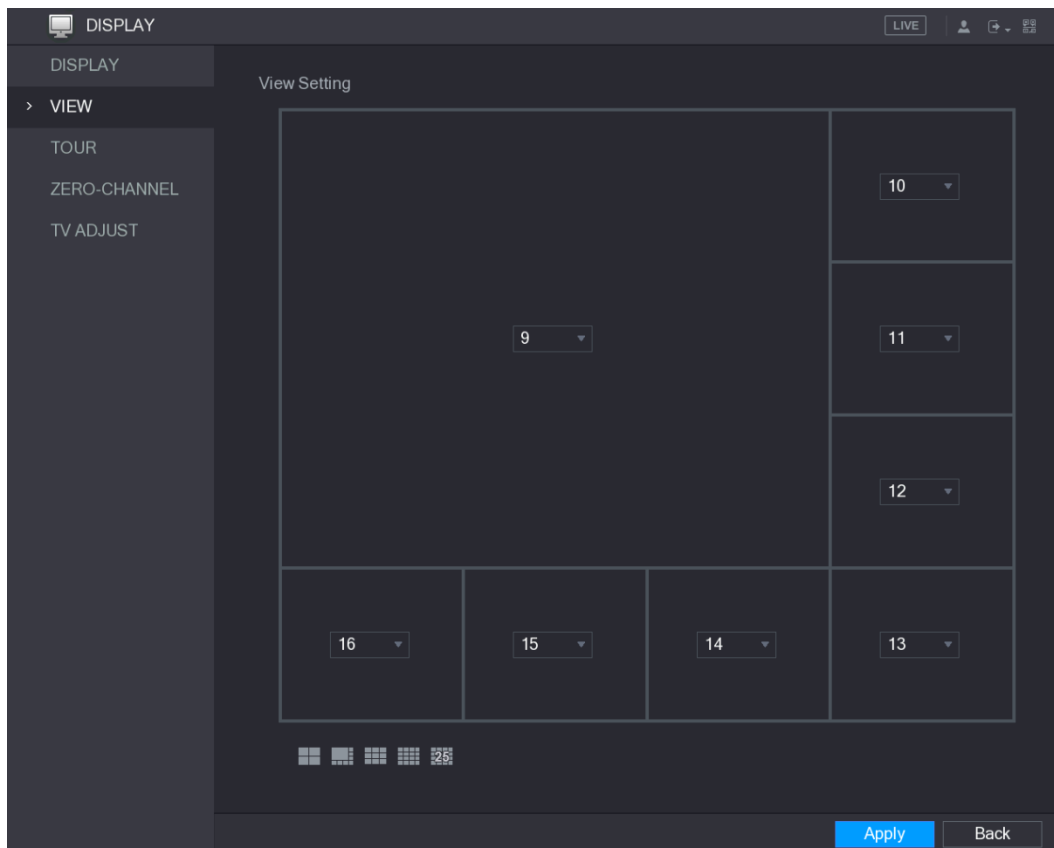 DISPLAY
LIVE
DISPLAY
VIEW
TOUR
ZERO-CHANNEL
TV ADJUST
View Setting
10
9
11
12
16
15
14
13
25
Apply
Back